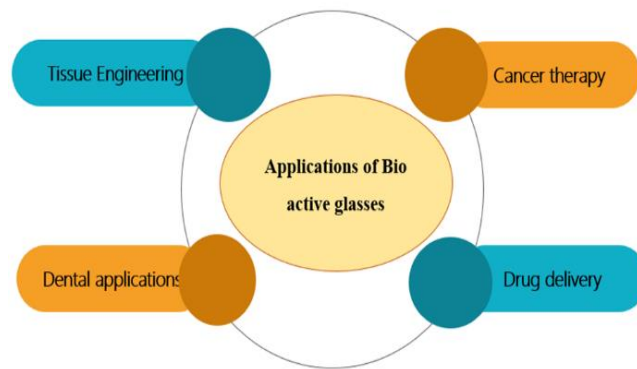 Tissue Engineering
Cancer therapy
Applications of Bio
active glasses
Dental applications
Drug delivery